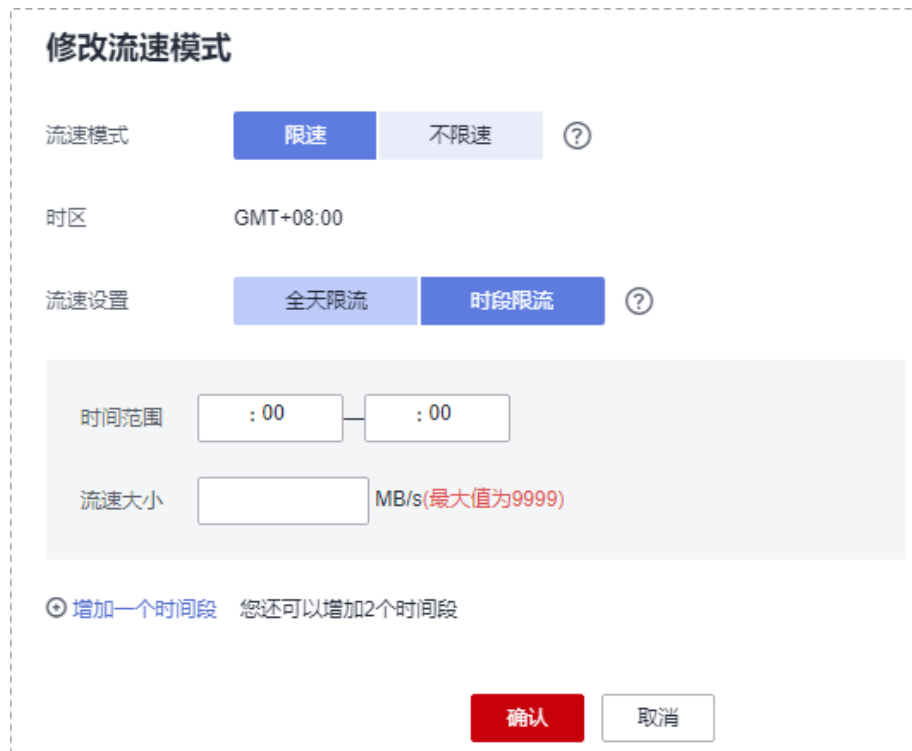 修改流速模式
流速模式 限速 不限速 ?
时区 GMT+08:00
流速设置 全天限流 时段限流 ?
时间范围 : 00 — : 00
流速大小 MB/s(最大值为9999)
增加一个时间段 您还可以增加2个时间段
确认 取消